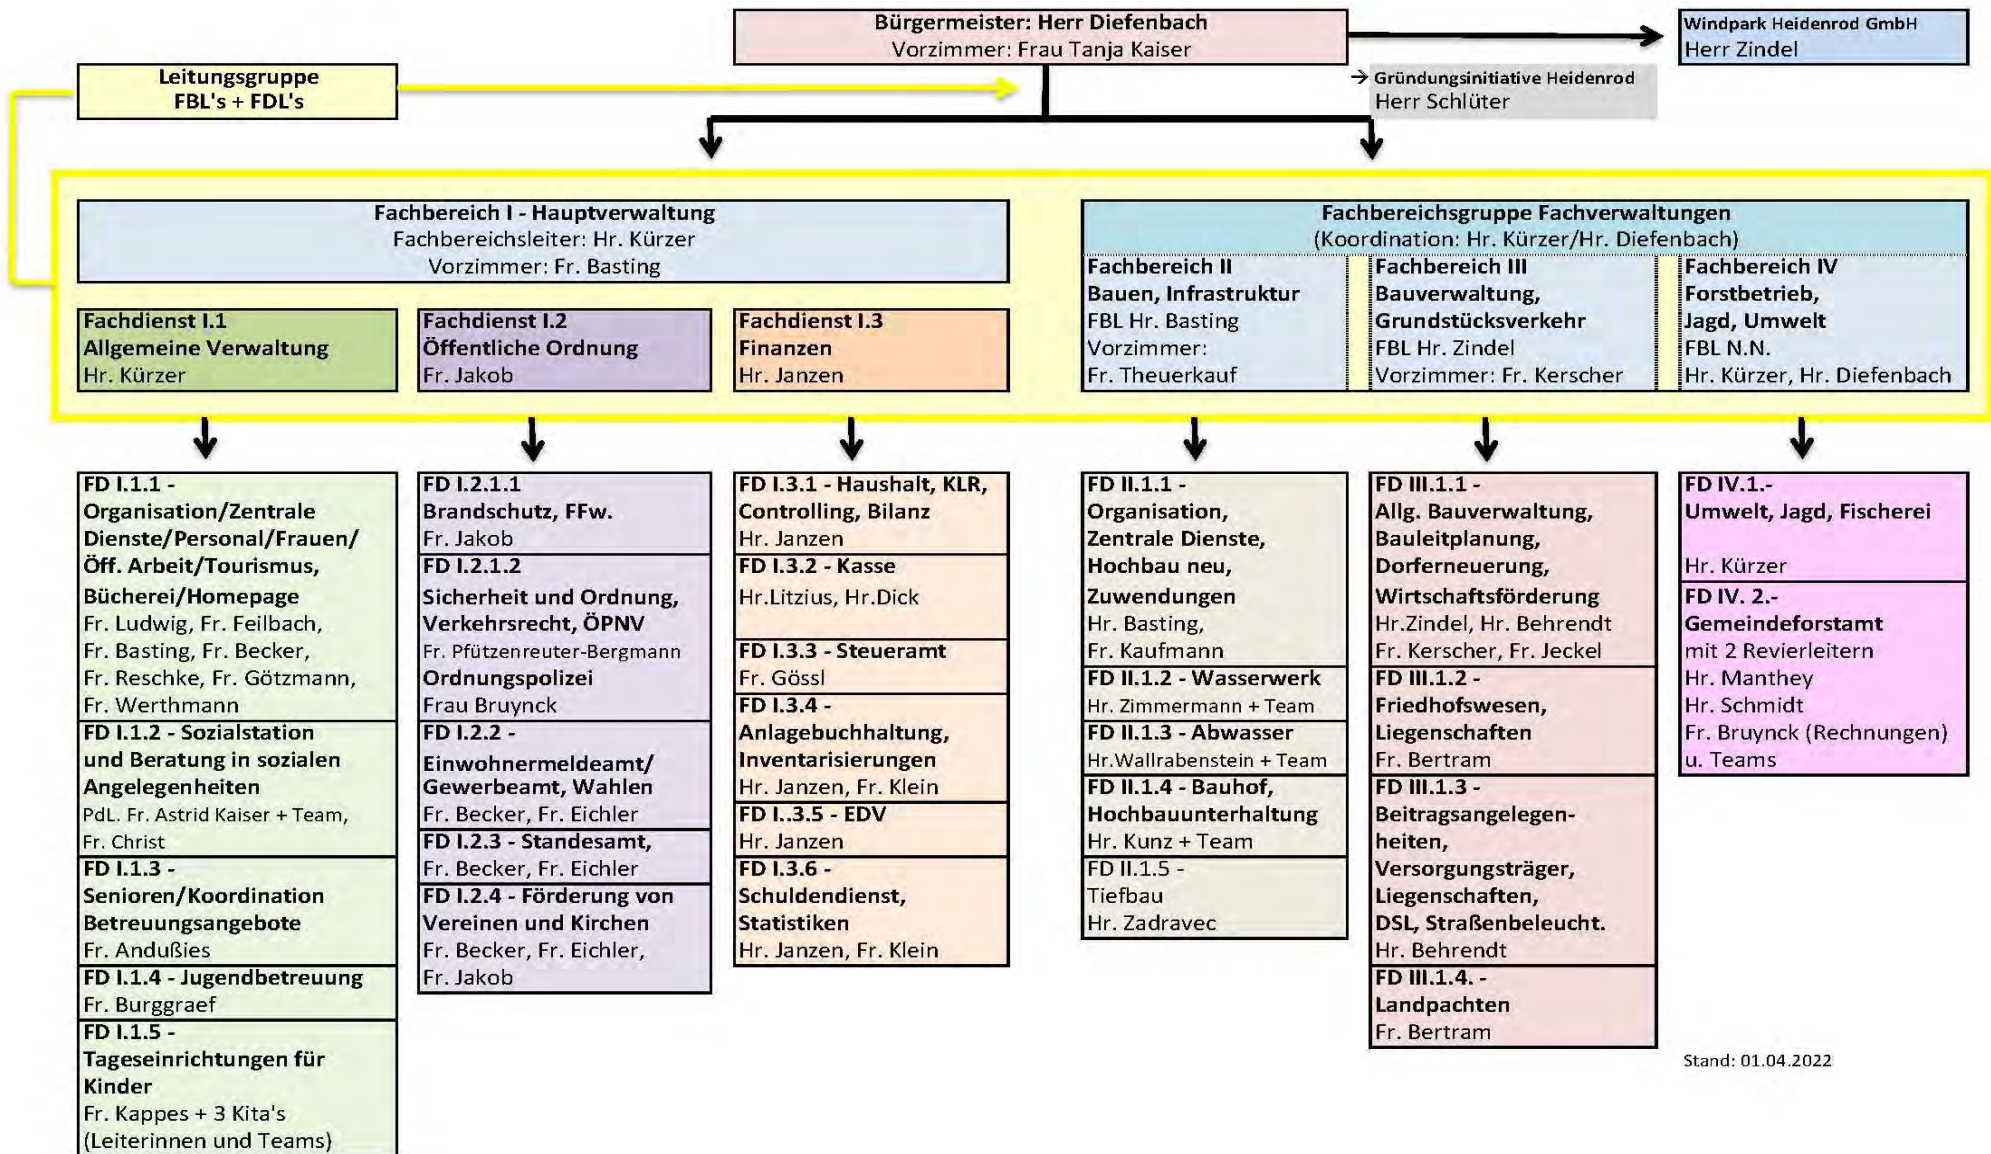 Bürgermeister: Herr Diefenbach
Vorzimmer: Frau Tanja Kaiser
Windpark Heidenrod GmbH
Herr Zindel
Leitungsgruppe
FBL's + FDL's
→ Gründungsinitiative Heidenrod
Herr Schlüter
Fachbereich I - Hauptverwaltung
Fachbereichsleiter: Hr. Kürzer
Vorzimmer: Fr. Basting
Fachdienst I.1
Allgemeine Verwaltung
Hr. Kürzer
Fachdienst I.2
Öffentliche Ordnung
Fr. Jakob
Fachdienst I.3
Finanzen
Hr. Janzen
Fachbereichsgruppe Fachverwaltungen
(Koordination: Hr. Kürzer/Hr. Diefenbach)
Fachbereich II
Bauen, Infrastruktur
FBL Hr. Basting
Vorzimmer:
Fr. Theuerkauf
Fachbereich III
Bauverwaltung,
Grundstücksverkehr
FBL Hr. Zindel
Vorzimmer: Fr. Kerscher
Fachbereich IV
Forstbetrieb,
Jagd, Umwelt
FBL N.N.
Hr. Kürzer, Hr. Diefenbach
FD I.1.1 -
Organisation/Zentrale
Dienste/Personal/Frauen/
Öff. Arbeit/Tourismus,
Bücherei/Homepage
Fr. Ludwig, Fr. Feilbach,
Fr. Basting, Fr. Becker,
Fr. Reschke, Fr. Götzmann,
Fr. Werthmann
FD I.1.2 - Sozialstation
und Beratung in sozialen
Angelegenheiten
PdL. Fr. Astrid Kaiser + Team,
Fr. Christ
FD I.1.3 -
Senioren/Koordination
Betreuungsangebote
Fr. Andußies
FD I.1.4 - Jugendbetreuung
Fr. Burggraef
FD I.1.5 -
Tageseinrichtungen für
Kinder
Fr. Kappes + 3 Kita's
(Leiterinnen und Teams)
FD I.2.1.1
Brandschutz, FFw.
Fr. Jakob
FD I.2.1.2
Sicherheit und Ordnung,
Verkehrsrecht, ÖPNV
Fr. Pfützenreuter-Bergmann
Ordnungspolizei
Frau Bruynck
FD I.2.2 -
Einwohnermeldeamt/
Gewerbeamt, Wahlen
Fr. Becker, Fr. Eichler
FD I.2.3 - Standesamt,
Fr. Becker, Fr. Eichler
FD I.2.4 - Förderung von
Vereinen und Kirchen
Fr. Becker, Fr. Eichler,
Fr. Jakob
FD I.3.1 - Haushalt, KLR,
Controlling, Bilanz
Hr. Janzen
FD I.3.2 - Kasse
Hr.Litzius, Hr.Dick
FD I.3.3 - Steueramt
Fr. Gössl
FD I.3.4 -
Anlagebuchhaltung,
Inventarisierungen
Hr. Janzen, Fr. Klein
FD I..3.5 - EDV
Hr. Janzen
FD I.3.6 -
Schuldendienst,
Statistiken
Hr. Janzen, Fr. Klein
FD II.1.1 -
Organisation,
Zentrale Dienste,
Hochbau neu,
Zuwendungen
Hr. Basting,
Fr. Kaufmann
FD II.1.2 - Wasserwerk
Hr. Zimmermann + Team
FD II.1.3 - Abwasser
Hr.Wallrabenstein + Team
FD II.1.4 - Bauhof,
Hochbauunterhaltung
Hr. Kunz + Team
FD II.1.5 -
Tiefbau
Hr. Zadravec
FD III.1.1 -
Allg. Bauverwaltung,
Bauleitplanung,
Dorferneuerung,
Wirtschaftsförderung
Hr.Zindel, Hr. Behrendt
Fr. Kerscher, Fr. Jeckel
FD III.1.2 -
Friedhofswesen,
Liegenschaften
Fr. Bertram
FD III.1.3 -
Beitragsangelegen-
heiten,
Versorgungsträger,
Liegenschaften,
DSL, Straßenbeleucht.
Hr. Behrendt
FD III.1.4. -
Landpachten
Fr. Bertram
FD IV.1.-
Umwelt, Jagd, Fischerei
Hr. Kürzer
FD IV. 2.-
Gemeindeforstamt
mit 2 Revierleitern
Hr. Manthey
Hr. Schmidt
Fr. Bruynck (Rechnungen)
u. Teams
Stand: 01.04.2022